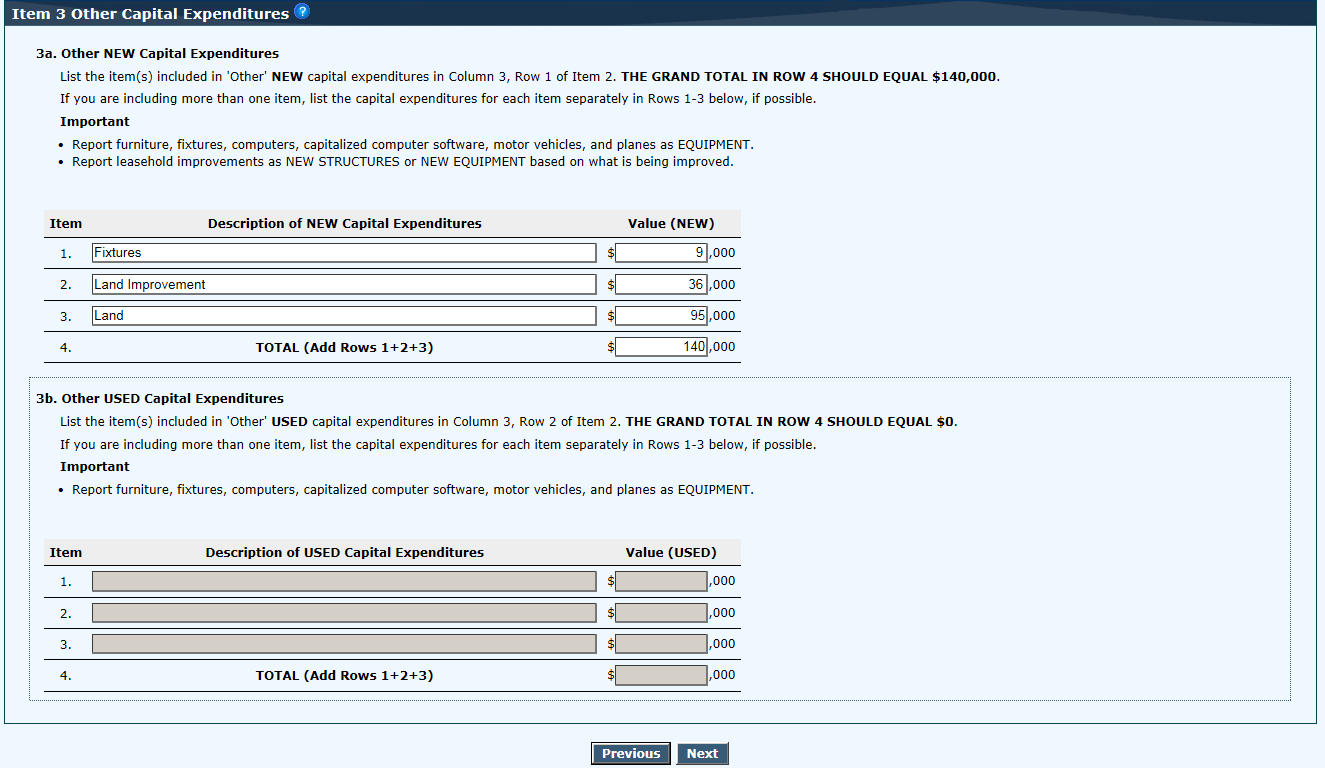 Item 3 Other Capital Expenditures ?
3a. Other NEW Capital Expenditures
List the item(s) included in 'Other' NEW capital expenditures in Column 3, Row 1 of Item 2. THE GRAND TOTAL IN ROW 4 SHOULD EQUAL $140,000.
If you are including more than one item, list the capital expenditures for each item separately in Rows 1-3 below, if possible.
Important
• Report furniture, fixtures, computers, capitalized computer software, motor vehicles, and planes as EQUIPMENT.
• Report leasehold improvements as NEW STRUCTURES or NEW EQUIPMENT based on what is being improved.
Item Description of NEW Capital Expenditures Value (NEW)
1. Fixtures $ 9 ,000
2. Land Improvement $ 36 ,000
3. Land $ 95 ,000
4. TOTAL (Add Rows 1+2+3) $ 140 ,000
3b. Other USED Capital Expenditures
List the item(s) included in 'Other' USED capital expenditures in Column 3, Row 2 of Item 2. THE GRAND TOTAL IN ROW 4 SHOULD EQUAL $0.
If you are including more than one item, list the capital expenditures for each item separately in Rows 1-3 below, if possible.
Important
• Report furniture, fixtures, computers, capitalized computer software, motor vehicles, and planes as EQUIPMENT.
Item Description of USED Capital Expenditures Value (USED)
1. $ ,000
2. $ ,000
3. $ ,000
4. TOTAL (Add Rows 1+2+3) $ ,000
Previous Next